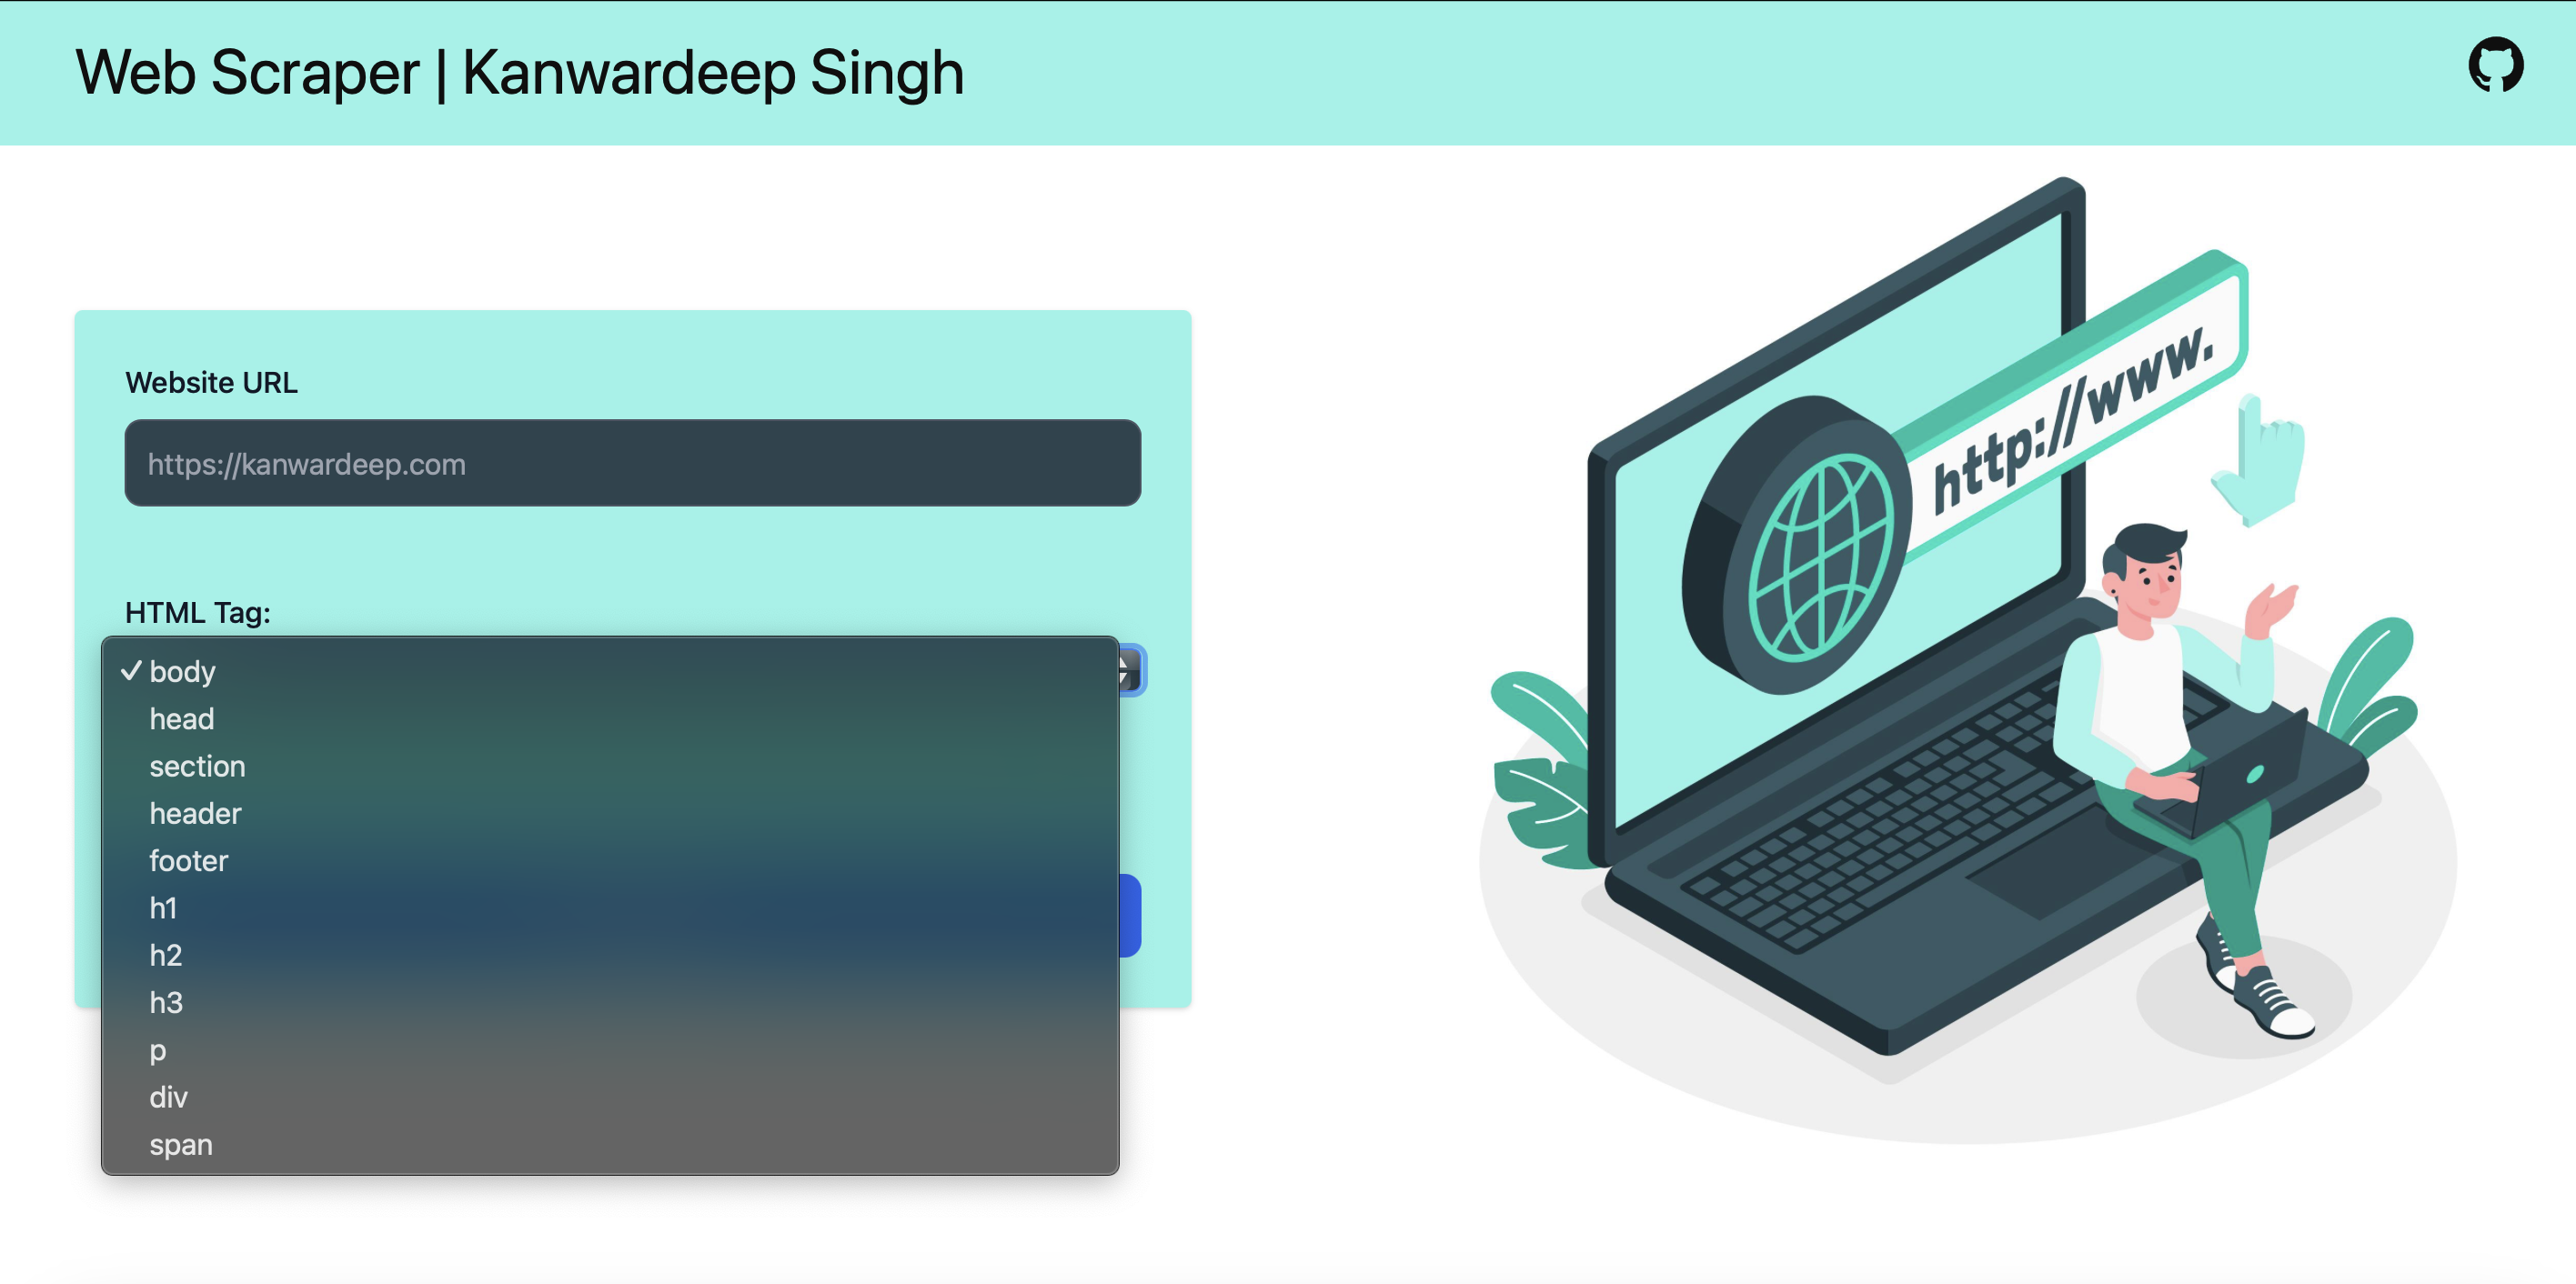 Web Scraper | Kanwardeep Singh
Website URL
https://kanwardeep.com
HTML Tag:
✓ body
head
section
header
footer
h1
h2
h3
p
div
span
http://www.